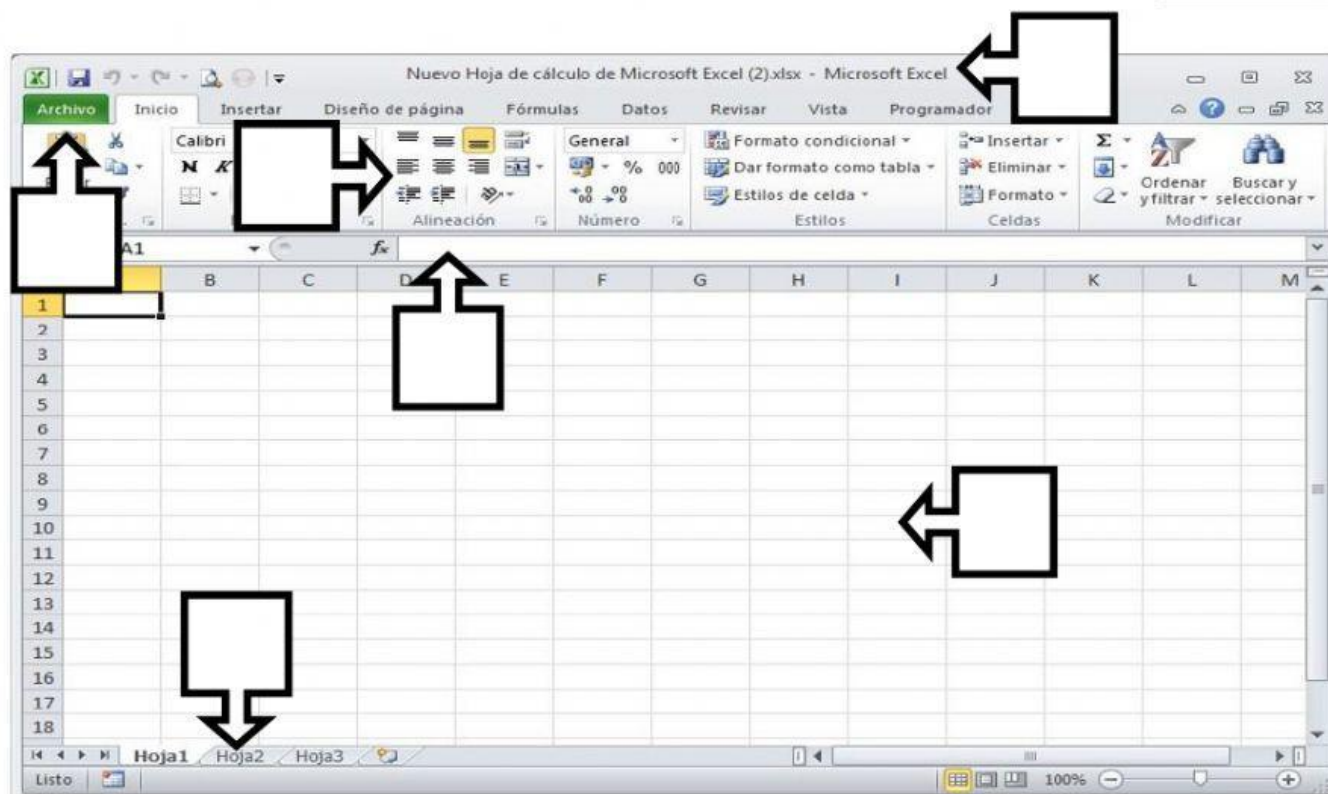 Nuevo Hoja de cálculo de Microsoft Excel (2).xlsx - Microsoft Excel
Archivo Inicio Insertar Diseño de página Fórmulas Datos Revisar Vista Programador
Calibri General Formato condicional Insertar Σ
N K % 000 Dar formato como tabla Eliminar
Estilos de celda Formato Ordenar y filtrar Buscar y seleccionar
Alineación Número Estilos Celdas Modificar
A1 fx
B C D E F G H I J K L M
1
2
3
4
5
6
7
8
9
10
11
12
13
14
15
16
17
18
Hoja1 Hoja2 Hoja3
Listo 100%